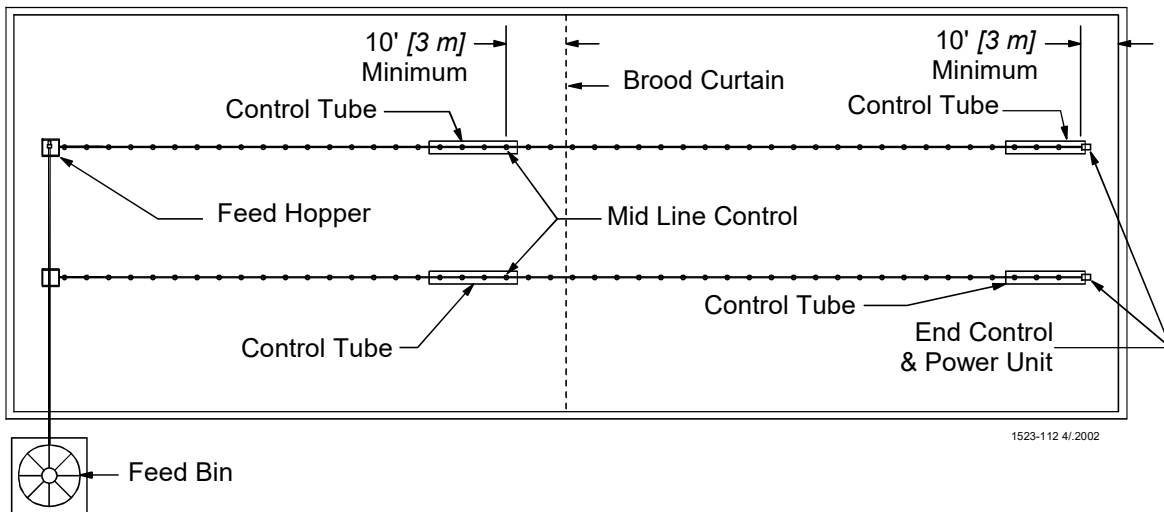 10' [3 m]
Minimum
10' [3 m]
Minimum
Brood Curtain
Control Tube
Control Tube
Feed Hopper
Mid Line Control
Control Tube
Control Tube
End Control
& Power Unit
1523-112 4/.2002
Feed Bin